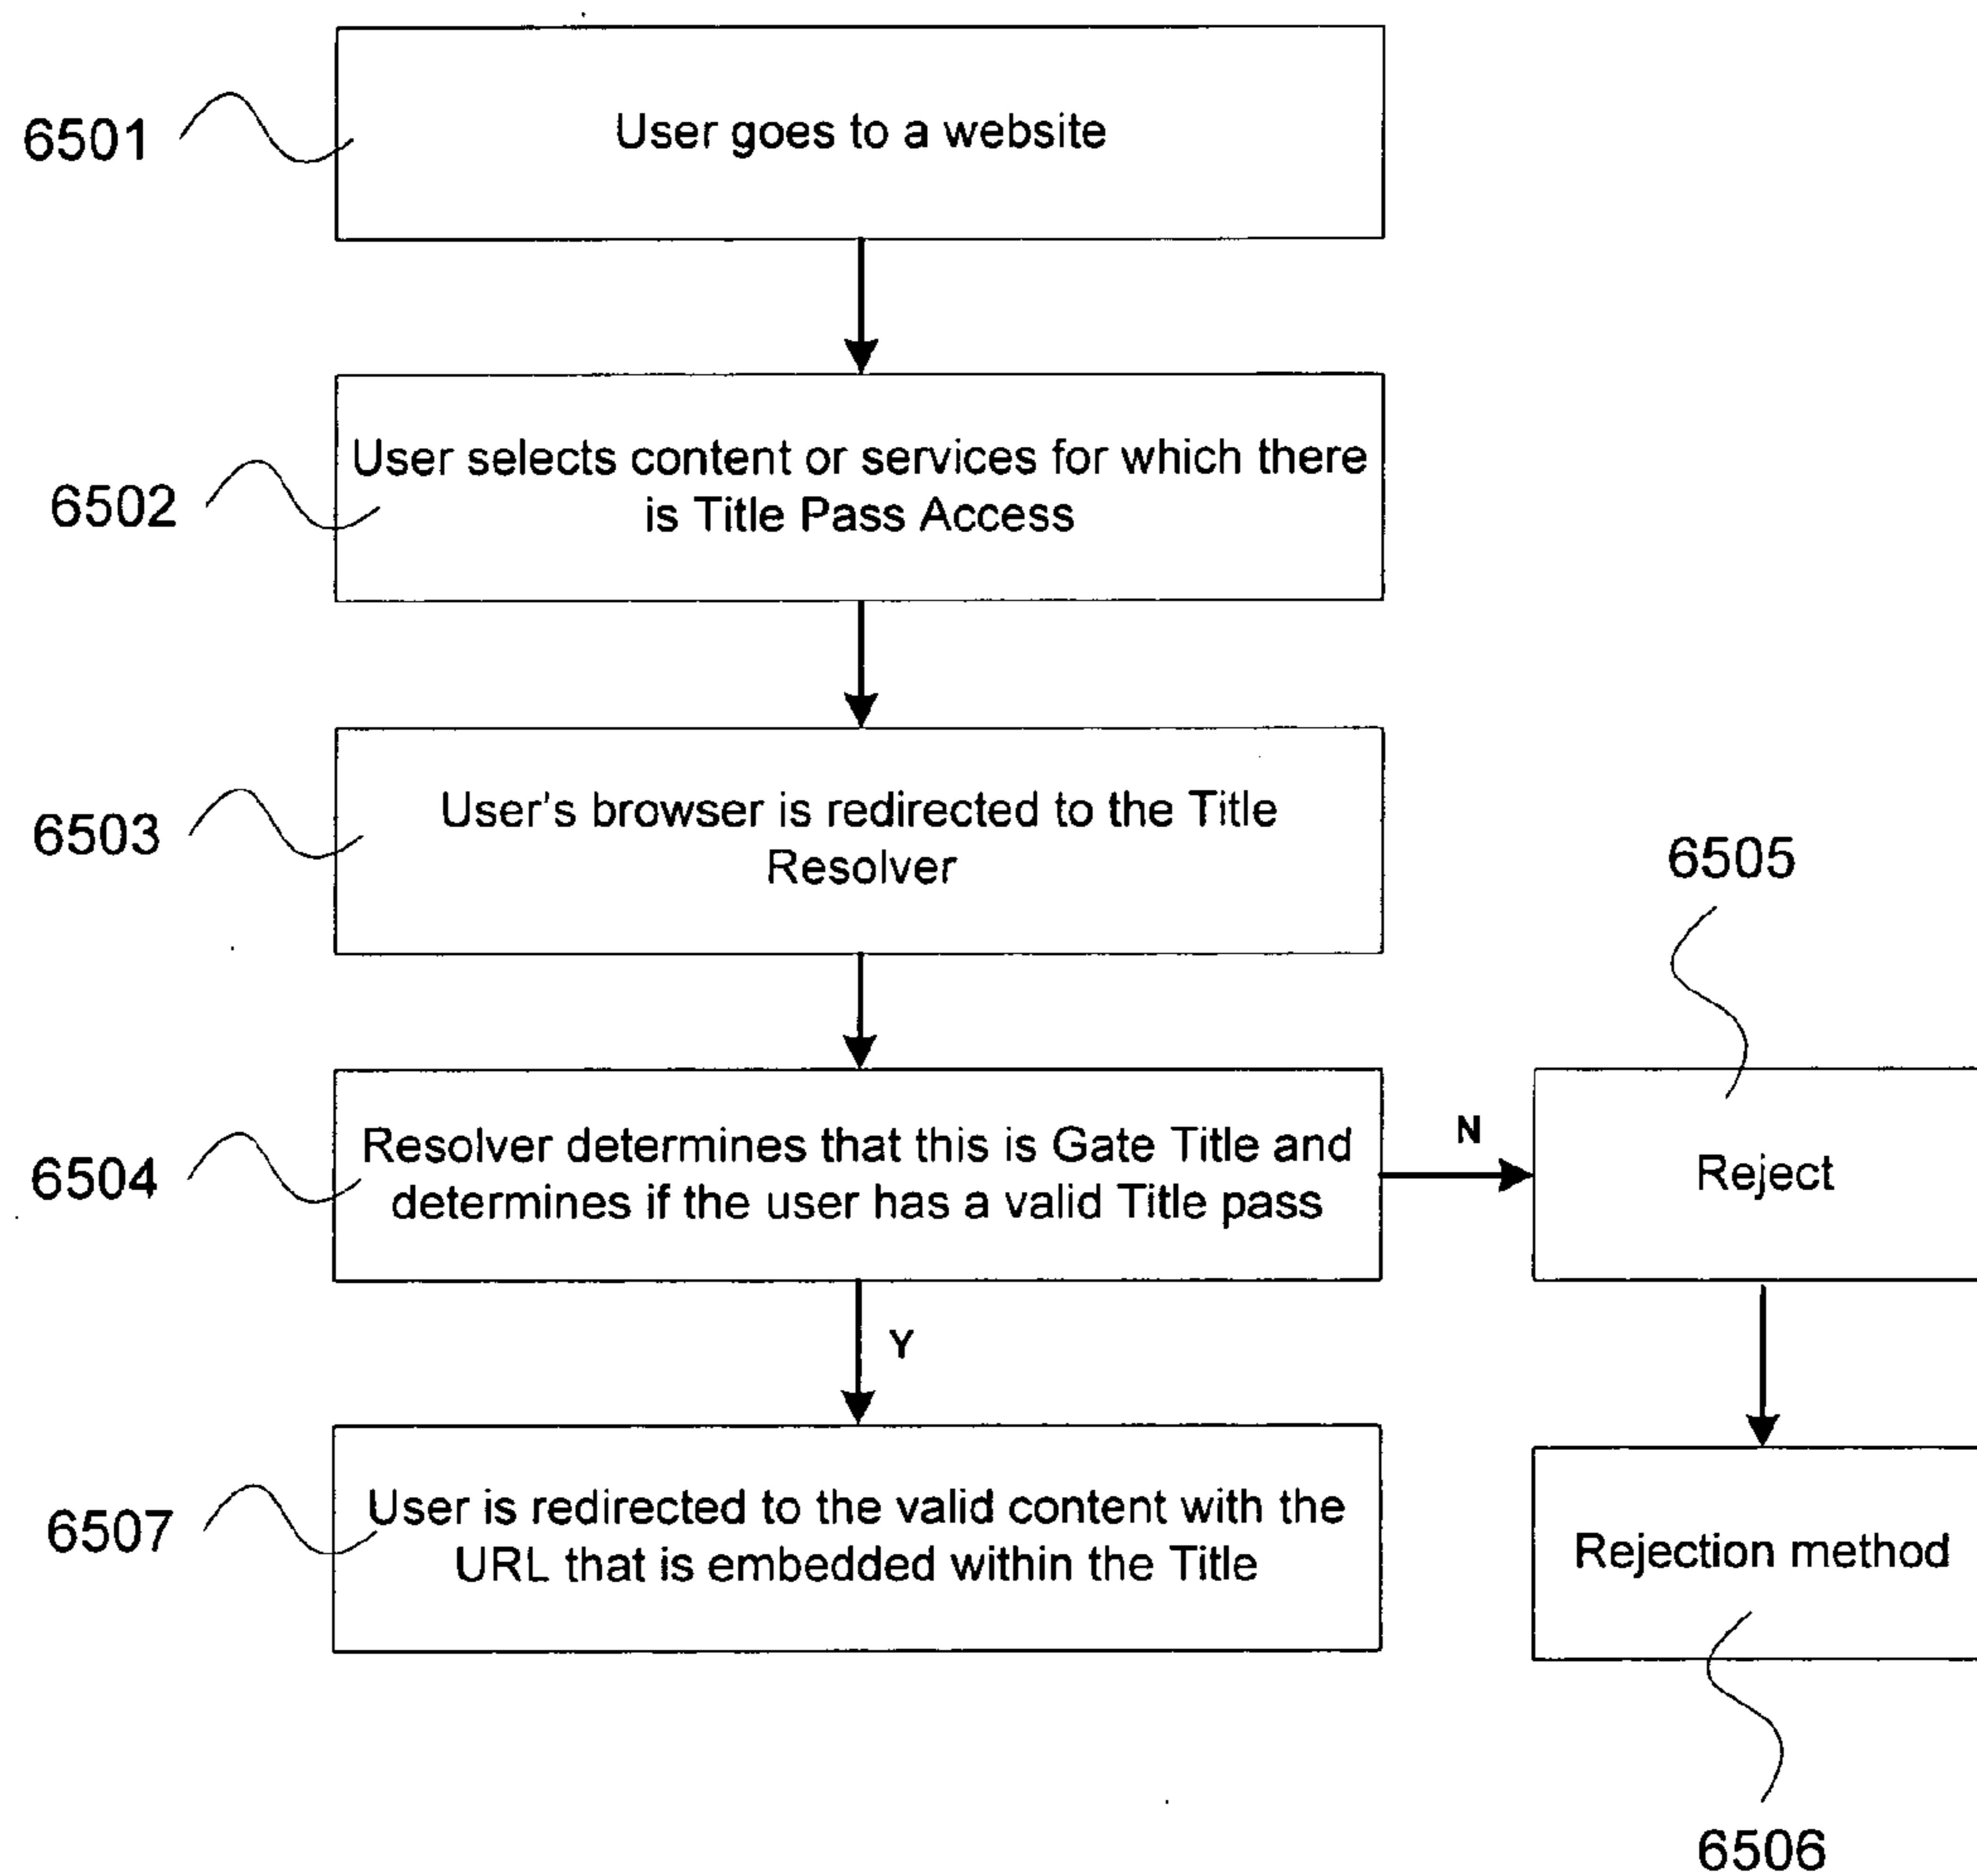 6501
User goes to a website
6502
User selects content or services for which there
is Title Pass Access
6503
User's browser is redirected to the Title
Resolver
6505
6504
Resolver determines that this is Gate Title and
determines if the user has a valid Title pass
N
Reject
Y
6507
User is redirected to the valid content with the
URL that is embedded within the Title
Rejection method
6506